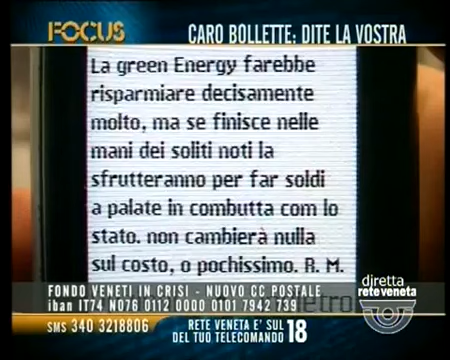 FOCUS
CARO BOLLETTE: DITE LA VOSTRA
La green Energy farebbe
risparmiare decisamente
molto, ma se finisce nelle
mani dei soliti noti la
sfrutteranno per far soldi
a palate in combutta com lo
stato. non cambierà nulla
sul costo, o pochissimo. R. M.
FONDO VENETI IN CRISI - NUOVO CC POSTALE
iban IT74 N076 0112 0000 0101 7942 739
diretta
reteveneta
SMS 340 3218806
RETE VENETA E' SUL 18
DEL TUO TELECOMANDO